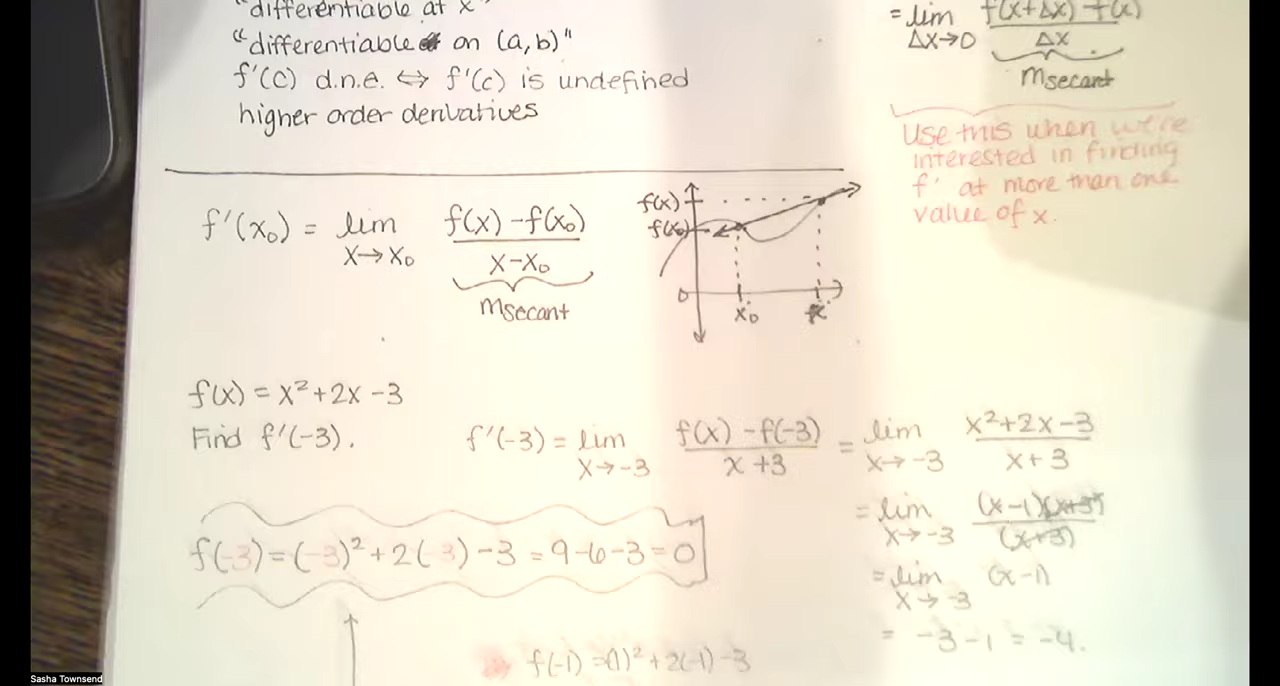 "differentiable at x"
"differentiable on (a,b)"
f'(c) d.n.e. ⇔ f'(c) is undefined
higher order derivatives
= lim Δx→0 f(x+Δx) - f(x) / Δx
msecant
Use this when we're
interested in finding
f' at more than one
value of x.
f'(x₀) = lim x→x₀ f(x) - f(x₀) / x - x₀
msecant
f(x)
f(x₀)
0
x₀
x
f(x) = x² + 2x - 3
Find f'(-3).
f'(-3) = lim x→-3 f(x) - f(-3) / x + 3 = lim x→-3 x² + 2x - 3 / x + 3
= lim x→-3 (x-1)(x+3) / (x+3)
= lim x→-3 (x-1)
= -3 - 1 = -4.
f(-3) = (-3)² + 2(-3) - 3 = 9 - 6 - 3 = 0
f(-1) = (1)² + 2(-1) - 3
Sasha Townsend